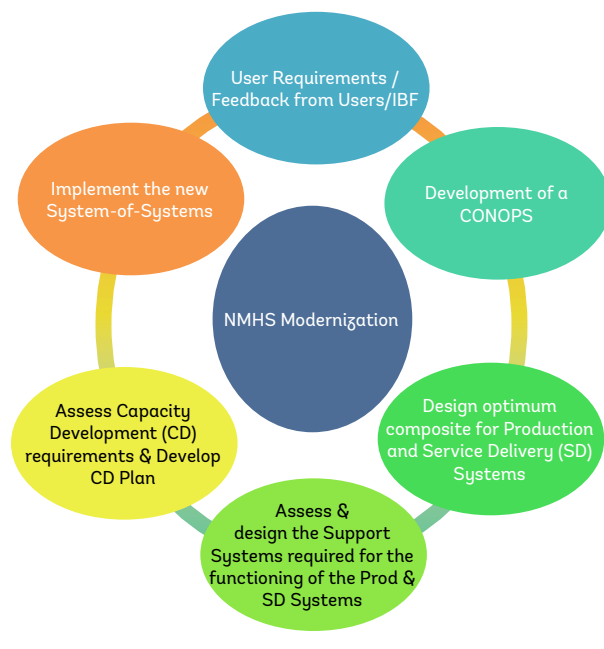 User Requirements /
Feedback from Users/IBF
Development of a
CONOPS
Design optimum
composite for Production
and Service Delivery (SD)
Systems
Assess &
design the Support
Systems required for the
functioning of the Prod &
SD Systems
Assess Capacity
Development (CD)
requirements & Develop
CD Plan
Implement the new
System-of-Systems
NMHS Modernization